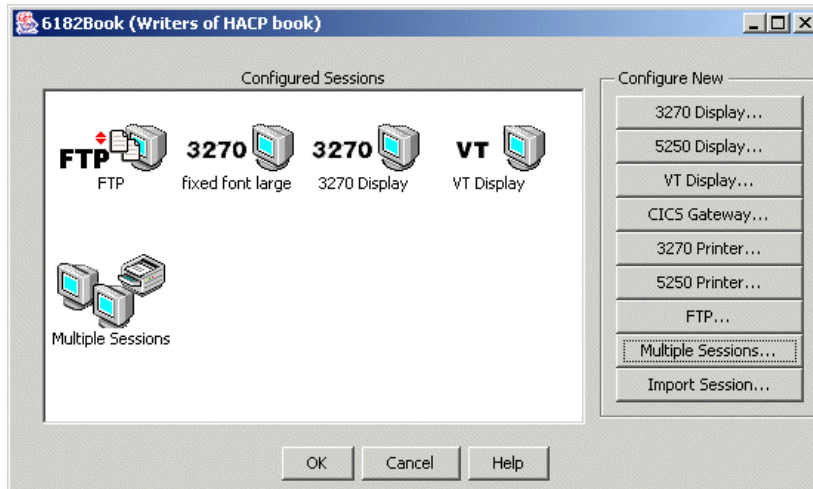 6182Book (Writers of HACP book)
Configured Sessions
FTP
FTP
3270
fixed font large
3270
3270 Display
VT
VT Display
Multiple Sessions
Configure New
3270 Display...
5250 Display...
VT Display...
CICS Gateway...
3270 Printer...
5250 Printer...
FTP...
Multiple Sessions...
Import Session...
OK
Cancel
Help